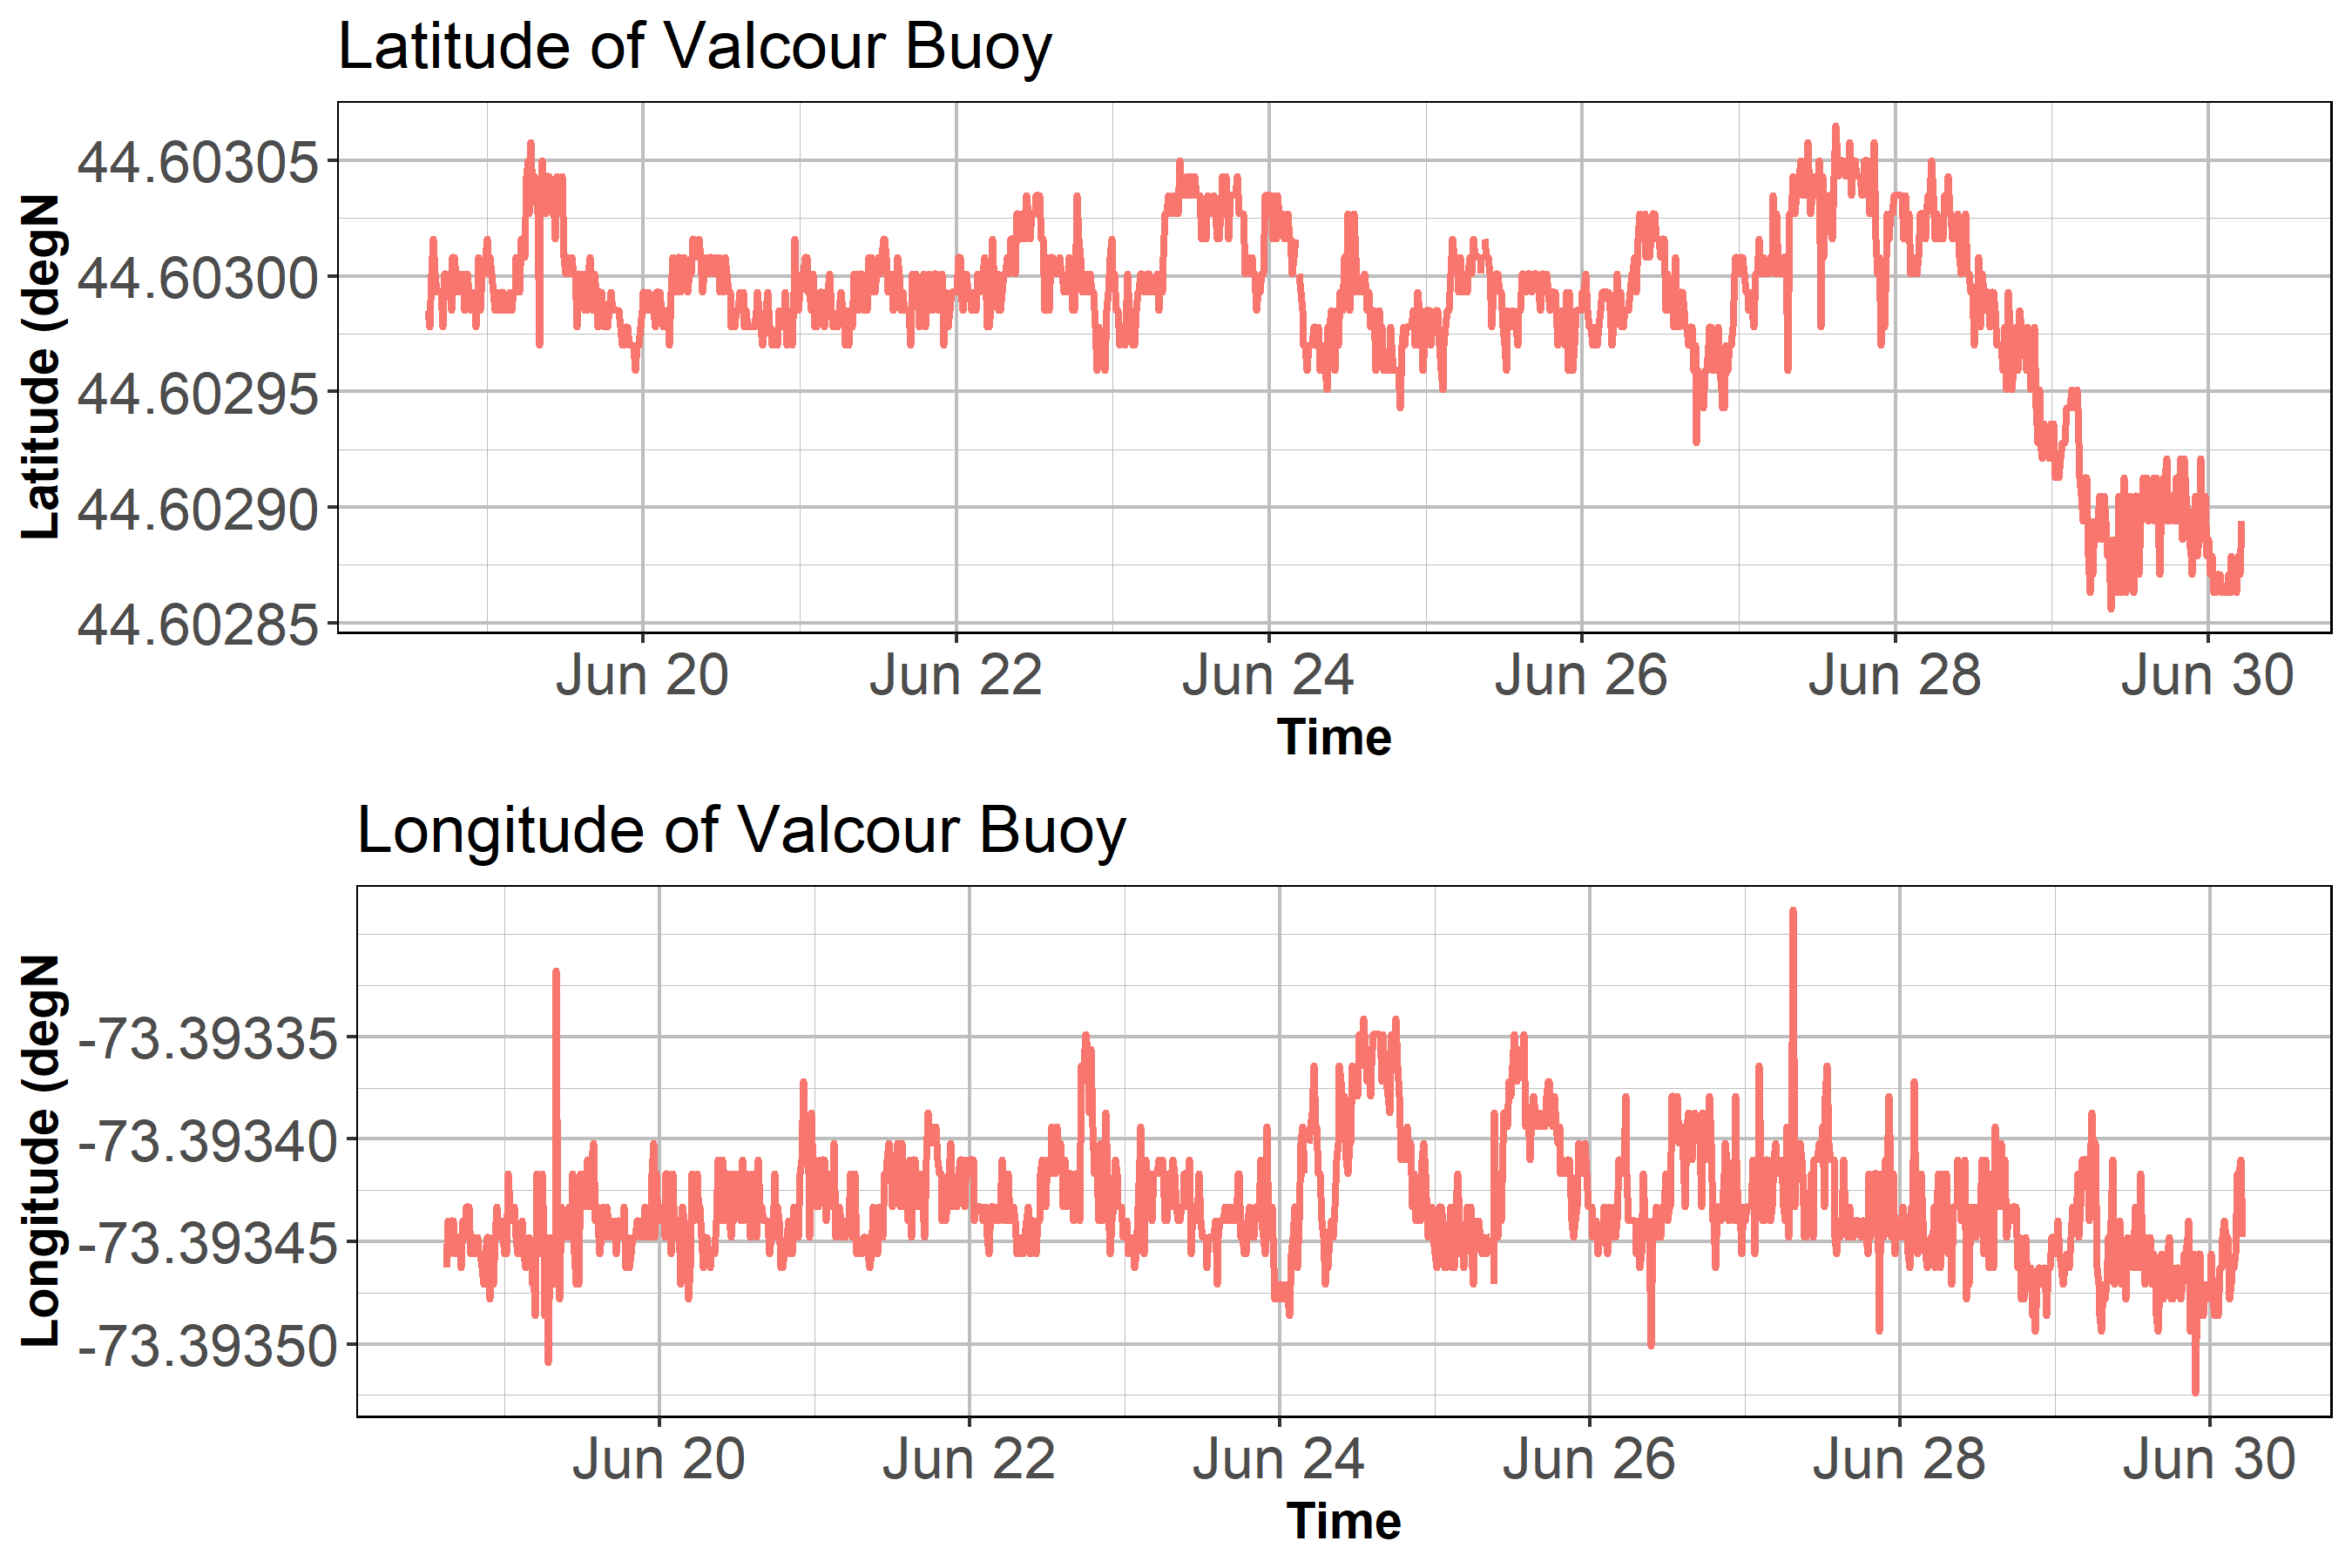 Latitude of Valcour Buoy
Latitude (degN
44.60305
44.60300
44.60295
44.60290
44.60285
Jun 20 Jun 22 Jun 24 Jun 26 Jun 28 Jun 30
Time
Longitude of Valcour Buoy
Longitude (degN
-73.39335
-73.39340
-73.39345
-73.39350
Jun 20 Jun 22 Jun 24 Jun 26 Jun 28 Jun 30
Time